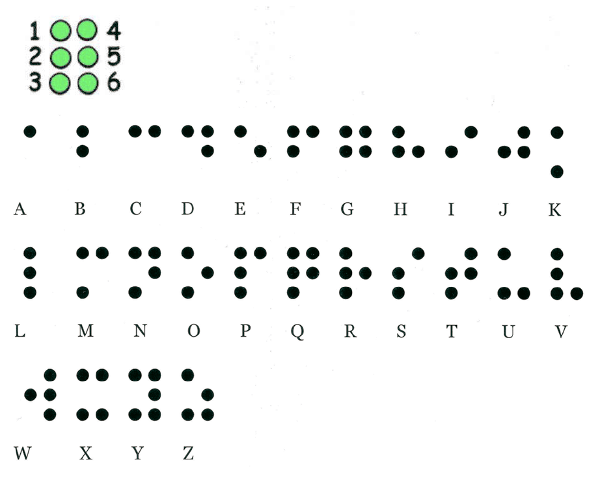 1 4
2 5
3 6
A B C D E F G H I J K
L M N O P Q R S T U V
W X Y Z